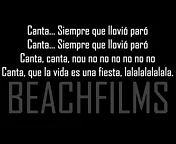 Canta... Siempre que llovió paró
Canta... Siempre que llovió paró
Canta, canta, nou no no no no no no
Canta, que la vida es una fiesta, lalalalalalala.
BEACHFILMS